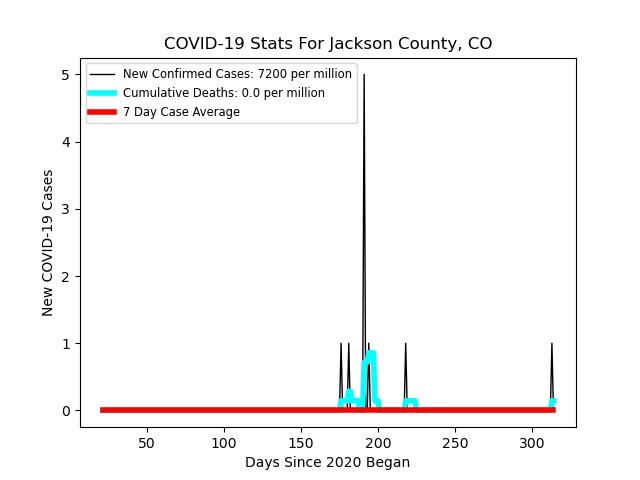 COVID-19 Stats For Jackson County, CO
New Confirmed Cases: 7200 per million
Cumulative Deaths: 0.0 per million
7 Day Case Average
New COVID-19 Cases
5
4
3
2
1
0
50 100 150 200 250 300
Days Since 2020 Began